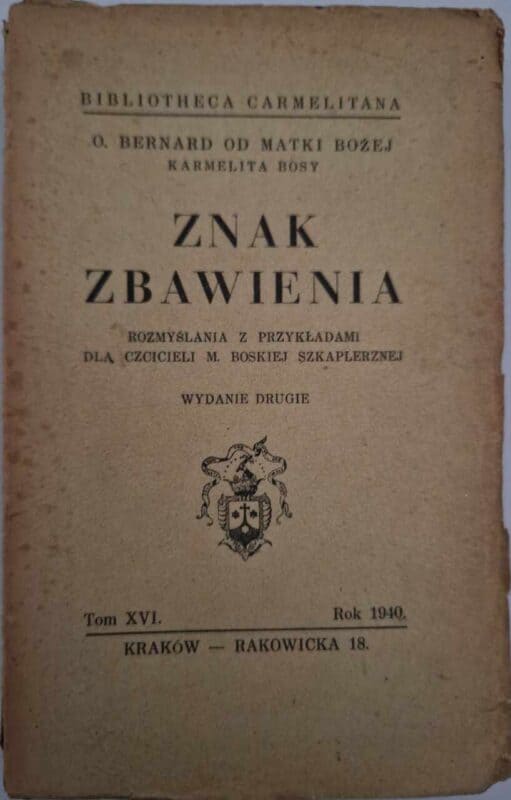 BIBLIOTHECA CARMELITANA
O. BERNARD OD MATKI BOŻEJ
KARMELITA BOSY
ZNAK
ZBAWIENIA
ROZMYŚLANIA Z PRZYKŁADAMI
DLA CZCICIELI M. BOSKIEJ SZKAPLERZNEJ
WYDANIE DRUGIE
Tom XVI. Rok 1940.
KRAKÓW — RAKOWICKA 18.